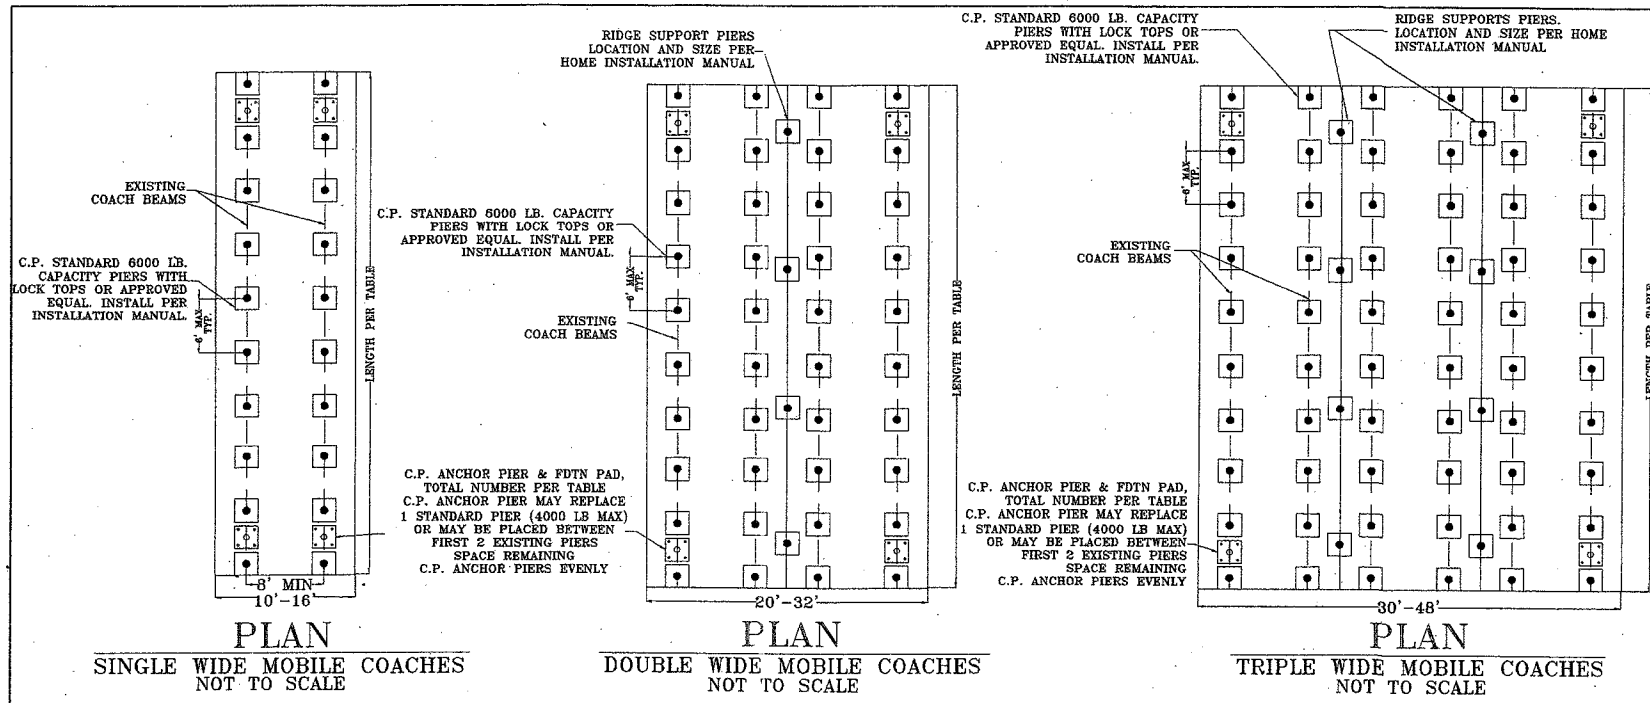 EXISTING
COACH BEAMS
C.P. STANDARD 6000 LB.
CAPACITY PIERS WITH
LOCK TOPS OR APPROVED
EQUAL. INSTALL PER
INSTALLATION MANUAL.
6' MAX
TYP.
LENGTH PER TABLE
8' MIN
10'-16'
PLAN
SINGLE WIDE MOBILE COACHES
NOT TO SCALE
RIDGE SUPPORT PIERS
LOCATION AND SIZE PER
HOME INSTALLATION MANUAL
C.P. STANDARD 6000 LB. CAPACITY
PIERS WITH LOCK TOPS OR
APPROVED EQUAL. INSTALL PER
INSTALLATION MANUAL.
6' MAX
TYP.
EXISTING
COACH BEAMS
LENGTH PER TABLE
C.P. ANCHOR PIER & FDTN PAD,
TOTAL NUMBER PER TABLE
C.P. ANCHOR PIER MAY REPLACE
1 STANDARD PIER (4000 LB MAX)
OR MAY BE PLACED BETWEEN
FIRST 2 EXISTING PIERS
SPACE REMAINING
C.P. ANCHOR PIERS EVENLY
20'-32'
PLAN
DOUBLE WIDE MOBILE COACHES
NOT TO SCALE
C.P. STANDARD 6000 LB. CAPACITY
PIERS WITH LOCK TOPS OR
APPROVED EQUAL. INSTALL PER
INSTALLATION MANUAL.
RIDGE SUPPORTS PIERS.
LOCATION AND SIZE PER HOME
INSTALLATION MANUAL
6' MAX
TYP.
EXISTING
COACH BEAMS
LENGTH PER TABLE
C.P. ANCHOR PIER & FDTN PAD,
TOTAL NUMBER PER TABLE
C.P. ANCHOR PIER MAY REPLACE
1 STANDARD PIER (4000 LB MAX)
OR MAY BE PLACED BETWEEN
FIRST 2 EXISTING PIERS
SPACE REMAINING
C.P. ANCHOR PIERS EVENLY
30'-48'
PLAN
TRIPLE WIDE MOBILE COACHES
NOT TO SCALE